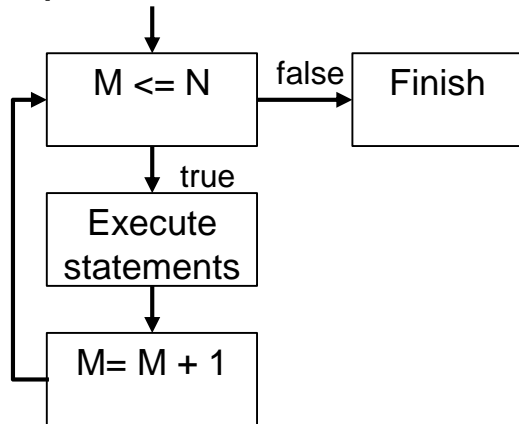 M <= N
false
Finish
true
Execute
statements
M= M + 1